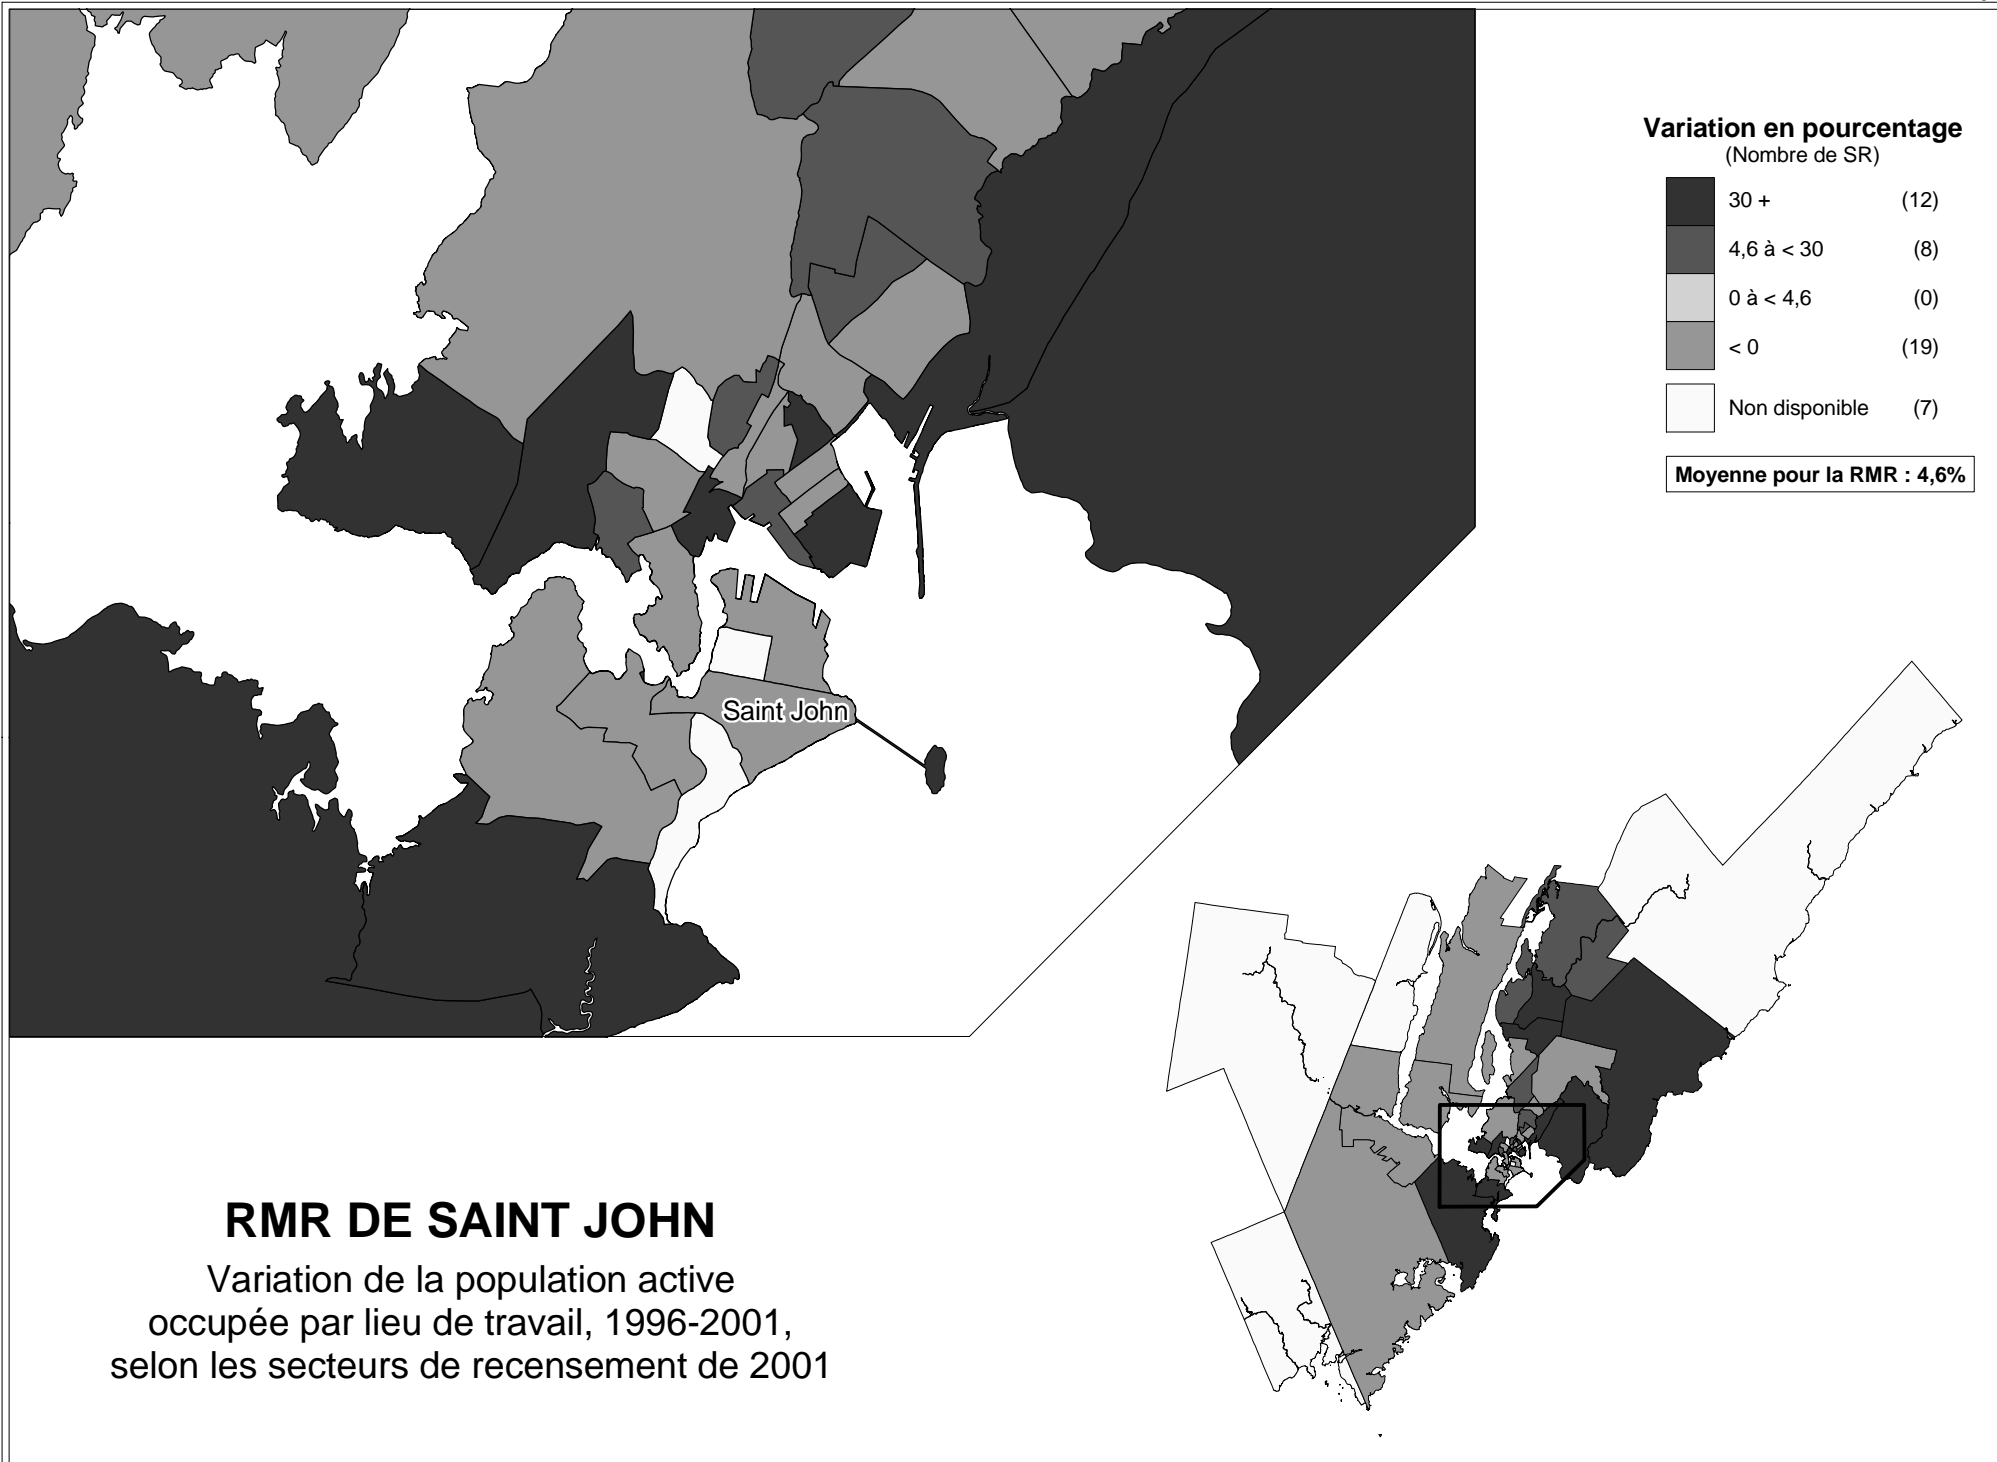 Variation en pourcentage
(Nombre de SR)
30 + (12)
4,6 à < 30 (8)
0 à < 4,6 (0)
< 0 (19)
Non disponible (7)
Moyenne pour la RMR : 4,6%
Saint John
RMR DE SAINT JOHN
Variation de la population active
occupée par lieu de travail, 1996-2001,
selon les secteurs de recensement de 2001